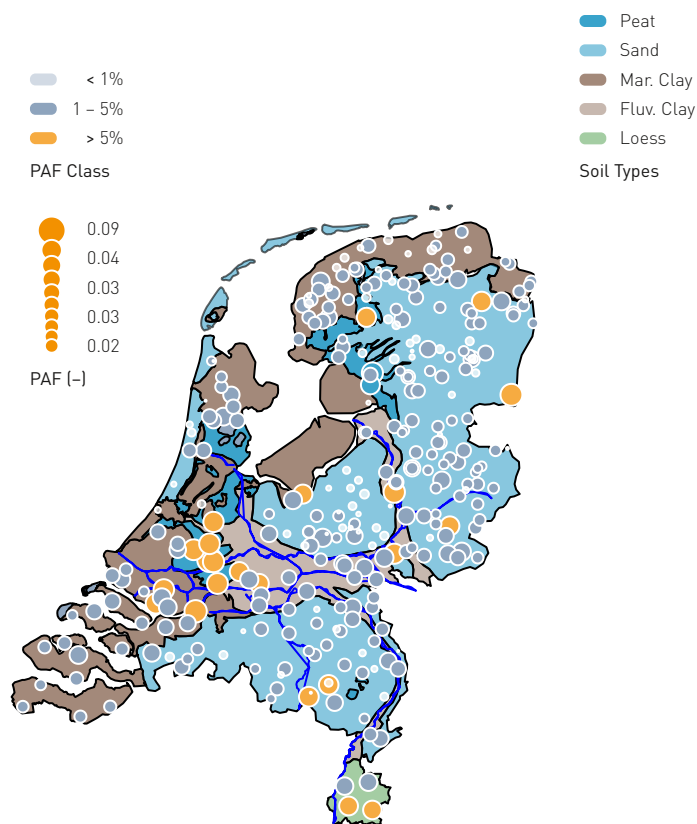 Peat
Sand
Mar. Clay
Fluv. Clay
Loess
Soil Types
< 1%
1 – 5%
> 5%
PAF Class
0.09
0.04
0.03
0.03
0.02
PAF (–)